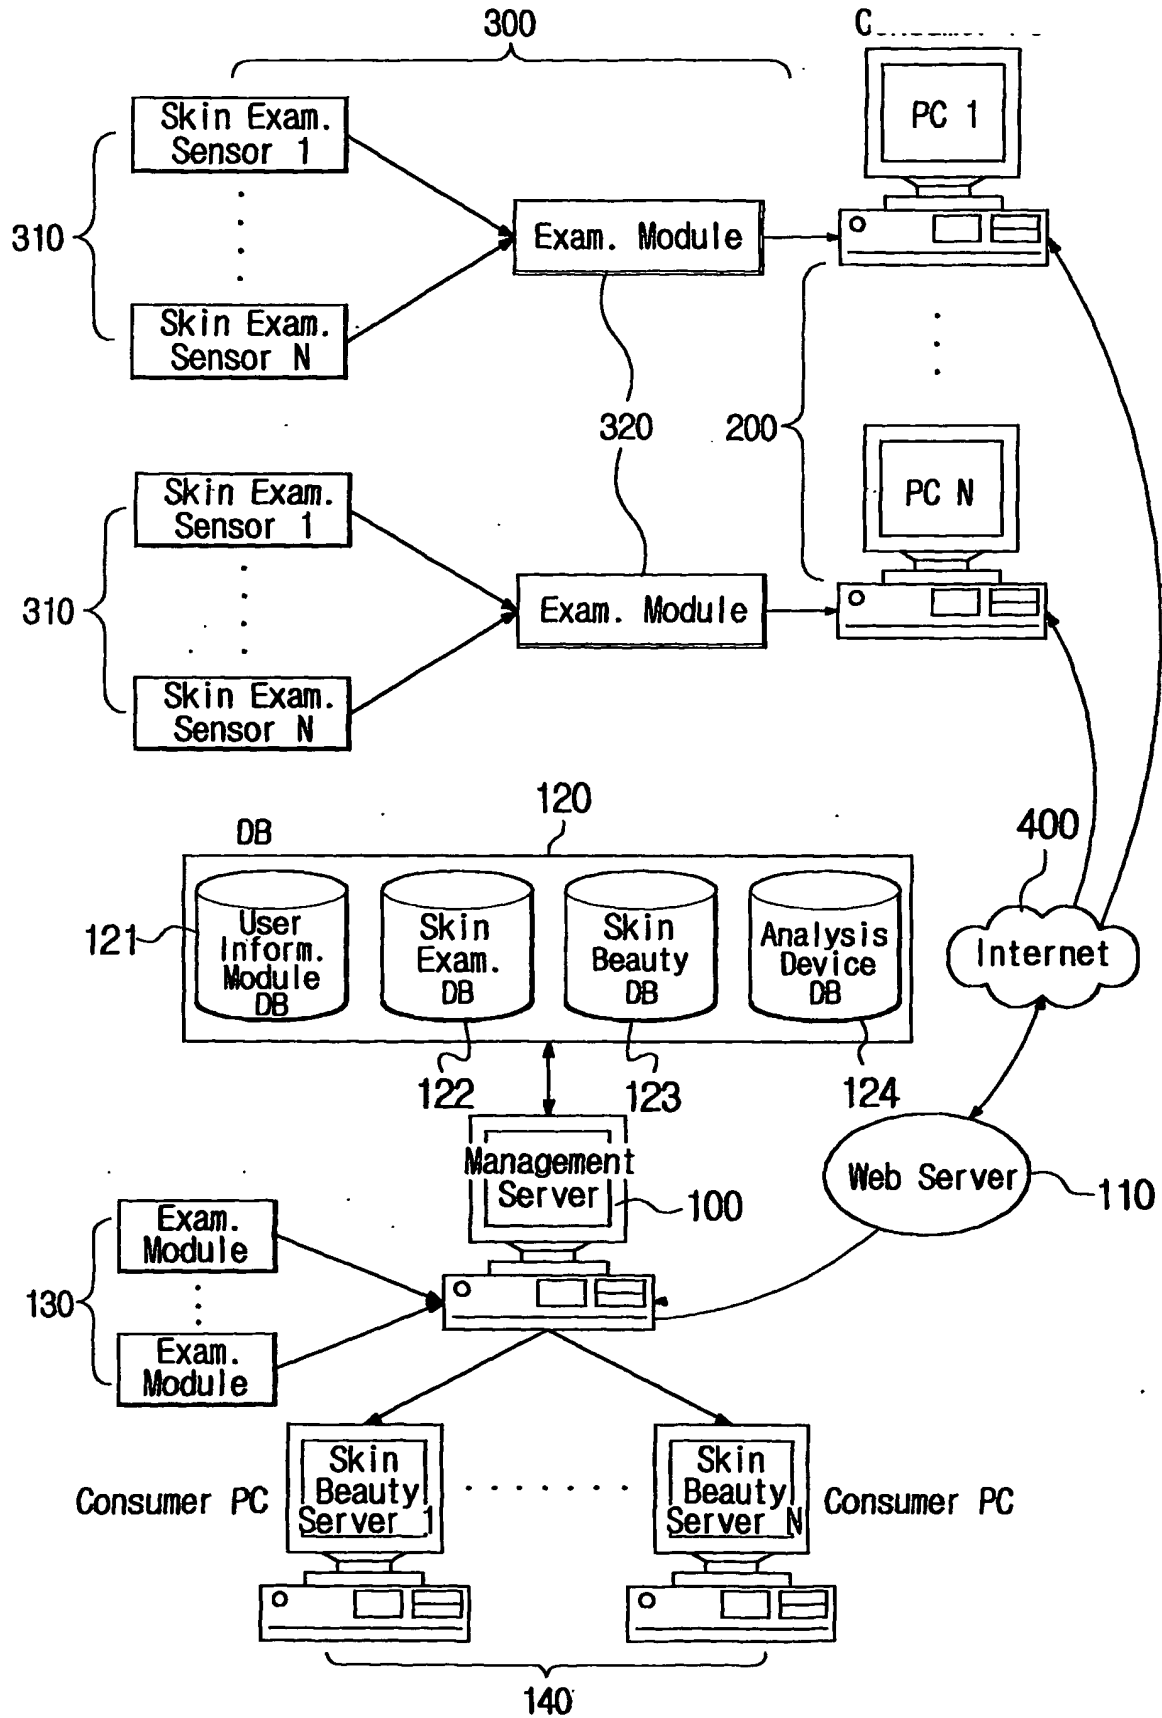 300
PC 1
Skin Exam.
Sensor 1
310
Exam. Module
Skin Exam.
Sensor N
320
200
PC N
Skin Exam.
Sensor 1
310
Exam. Module
Skin Exam.
Sensor N
120
DB
400
121
User
Inform.
Module
DB
Skin
Exam.
DB
Skin
Beauty
DB
Analysis
Device
DB
Internet
122
123
124
Management
Server
100
Web Server
110
Exam.
Module
130
Exam.
Module
Skin
Beauty
Server 1
Skin
Beauty
Server N
Consumer PC
Consumer PC
140